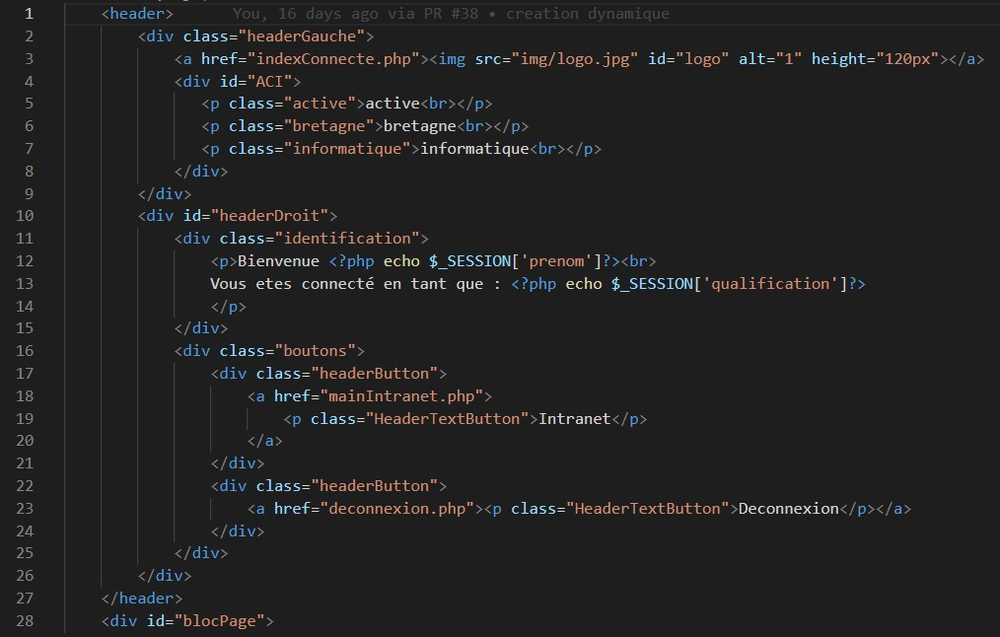 1 <header> You, 16 days ago via PR #38 • creation dynamique
2 <div class="headerGauche">
3 <a href="indexConnecte.php"><img src="img/logo.jpg" id="logo" alt="1" height="120px"></a>
4 <div id="ACI">
5 <p class="active">active<br></p>
6 <p class="bretagne">bretagne<br></p>
7 <p class="informatique">informatique<br></p>
8 </div>
9 </div>
10 <div id="headerDroit">
11 <div class="identification">
12 <p>Bienvenue <?php echo $_SESSION['prenom']?><br>
13 Vous etes connecté en tant que : <?php echo $_SESSION['qualification']?>
14 </p>
15 </div>
16 <div class="boutons">
17 <div class="headerButton">
18 <a href="mainIntranet.php">
19 <p class="HeaderTextButton">Intranet</p>
20 </a>
21 </div>
22 <div class="headerButton">
23 <a href="deconnexion.php"><p class="HeaderTextButton">Deconnexion</p></a>
24 </div>
25 </div>
26 </div>
27 </header>
28 <div id="blocPage">